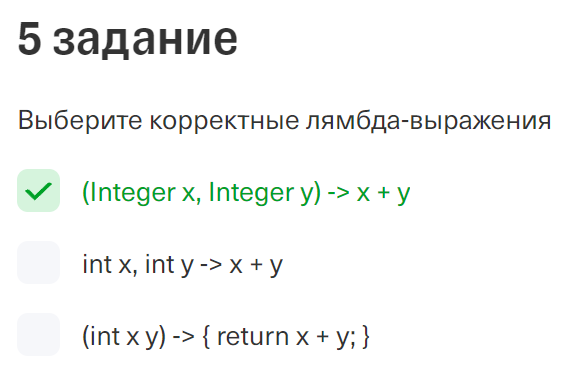 5 задание
Выберите корректные лямбда-выражения
(Integer x, Integer y) -> x + y
int x, int y -> x + y
(int x y) -> { return x + y; }